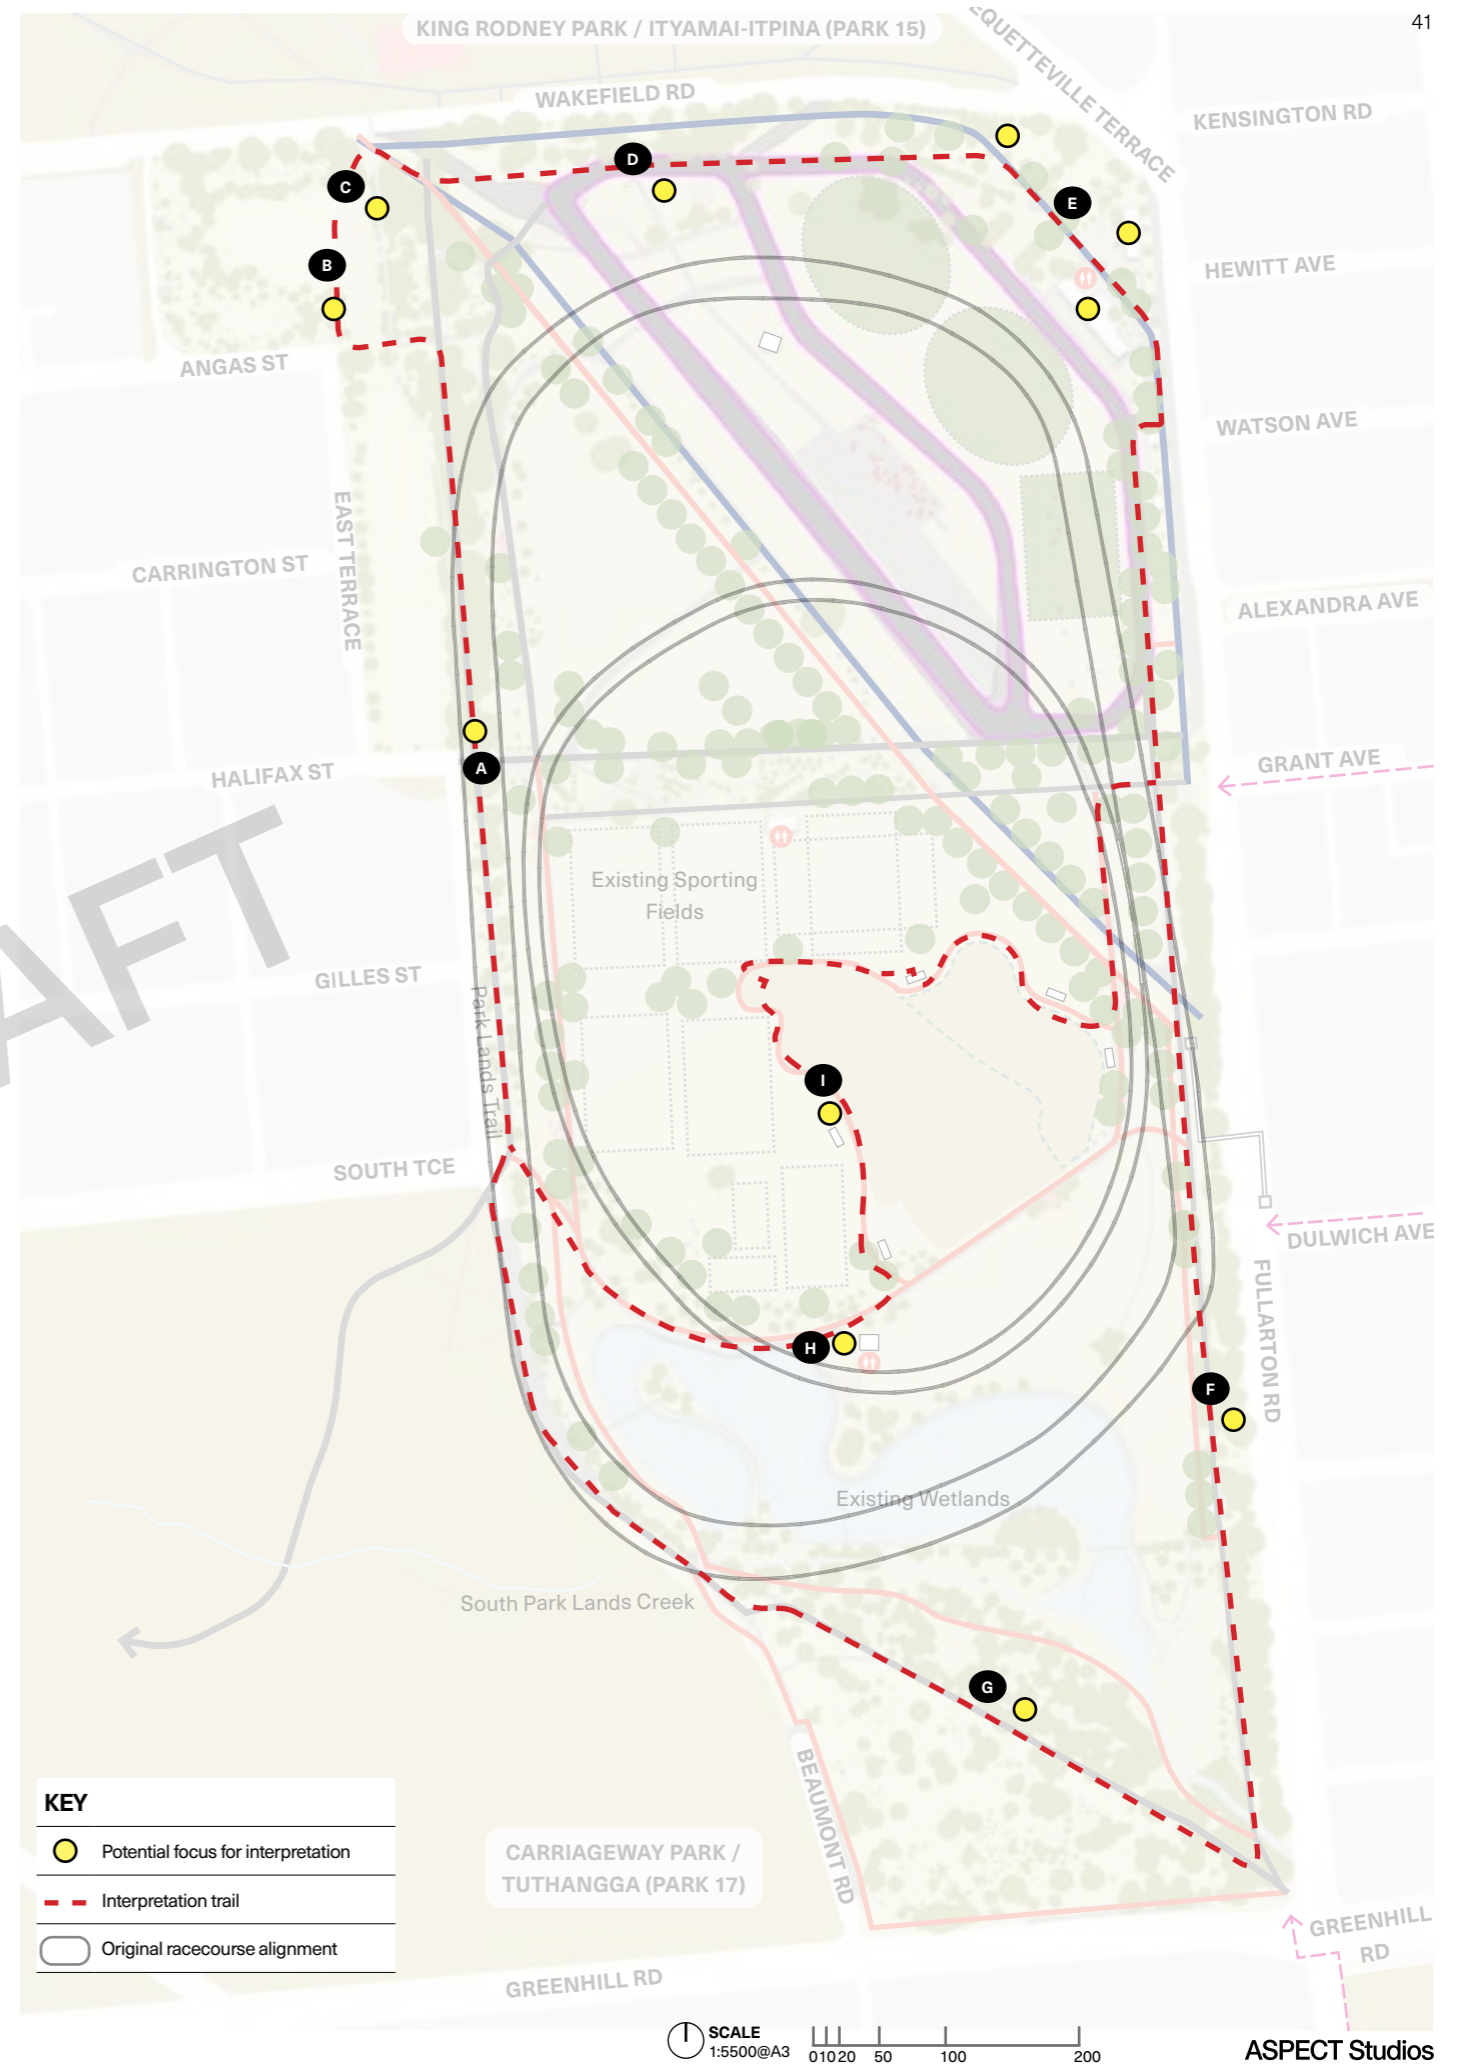 41
KING RODNEY PARK / ITYAMAI-ITPINA (PARK 15)
EQUETTEVILLE TERRACE
WAKEFIELD RD
KENSINGTON RD
D
C
E
B
HEWITT AVE
ANGAS ST
WATSON AVE
EAST TERRACE
CARRINGTON ST
ALEXANDRA AVE
HALIFAX ST
A
GRANT AVE
AFT
Existing Sporting
Fields
GILLES ST
Park Lands Trail
I
SOUTH TCE
DULWICH AVE
FULLARTON RD
H
F
Existing Wetlands
South Park Lands Creek
G
BEAUMONT RD
KEY
Potential focus for interpretation
Interpretation trail
Original racecourse alignment
CARRIAGEWAY PARK /
TUTHANGGA (PARK 17)
GREENHILL
RD
GREENHILL RD
SCALE
1:5500@A3
0 10 20 50 100 200
ASPECT Studios